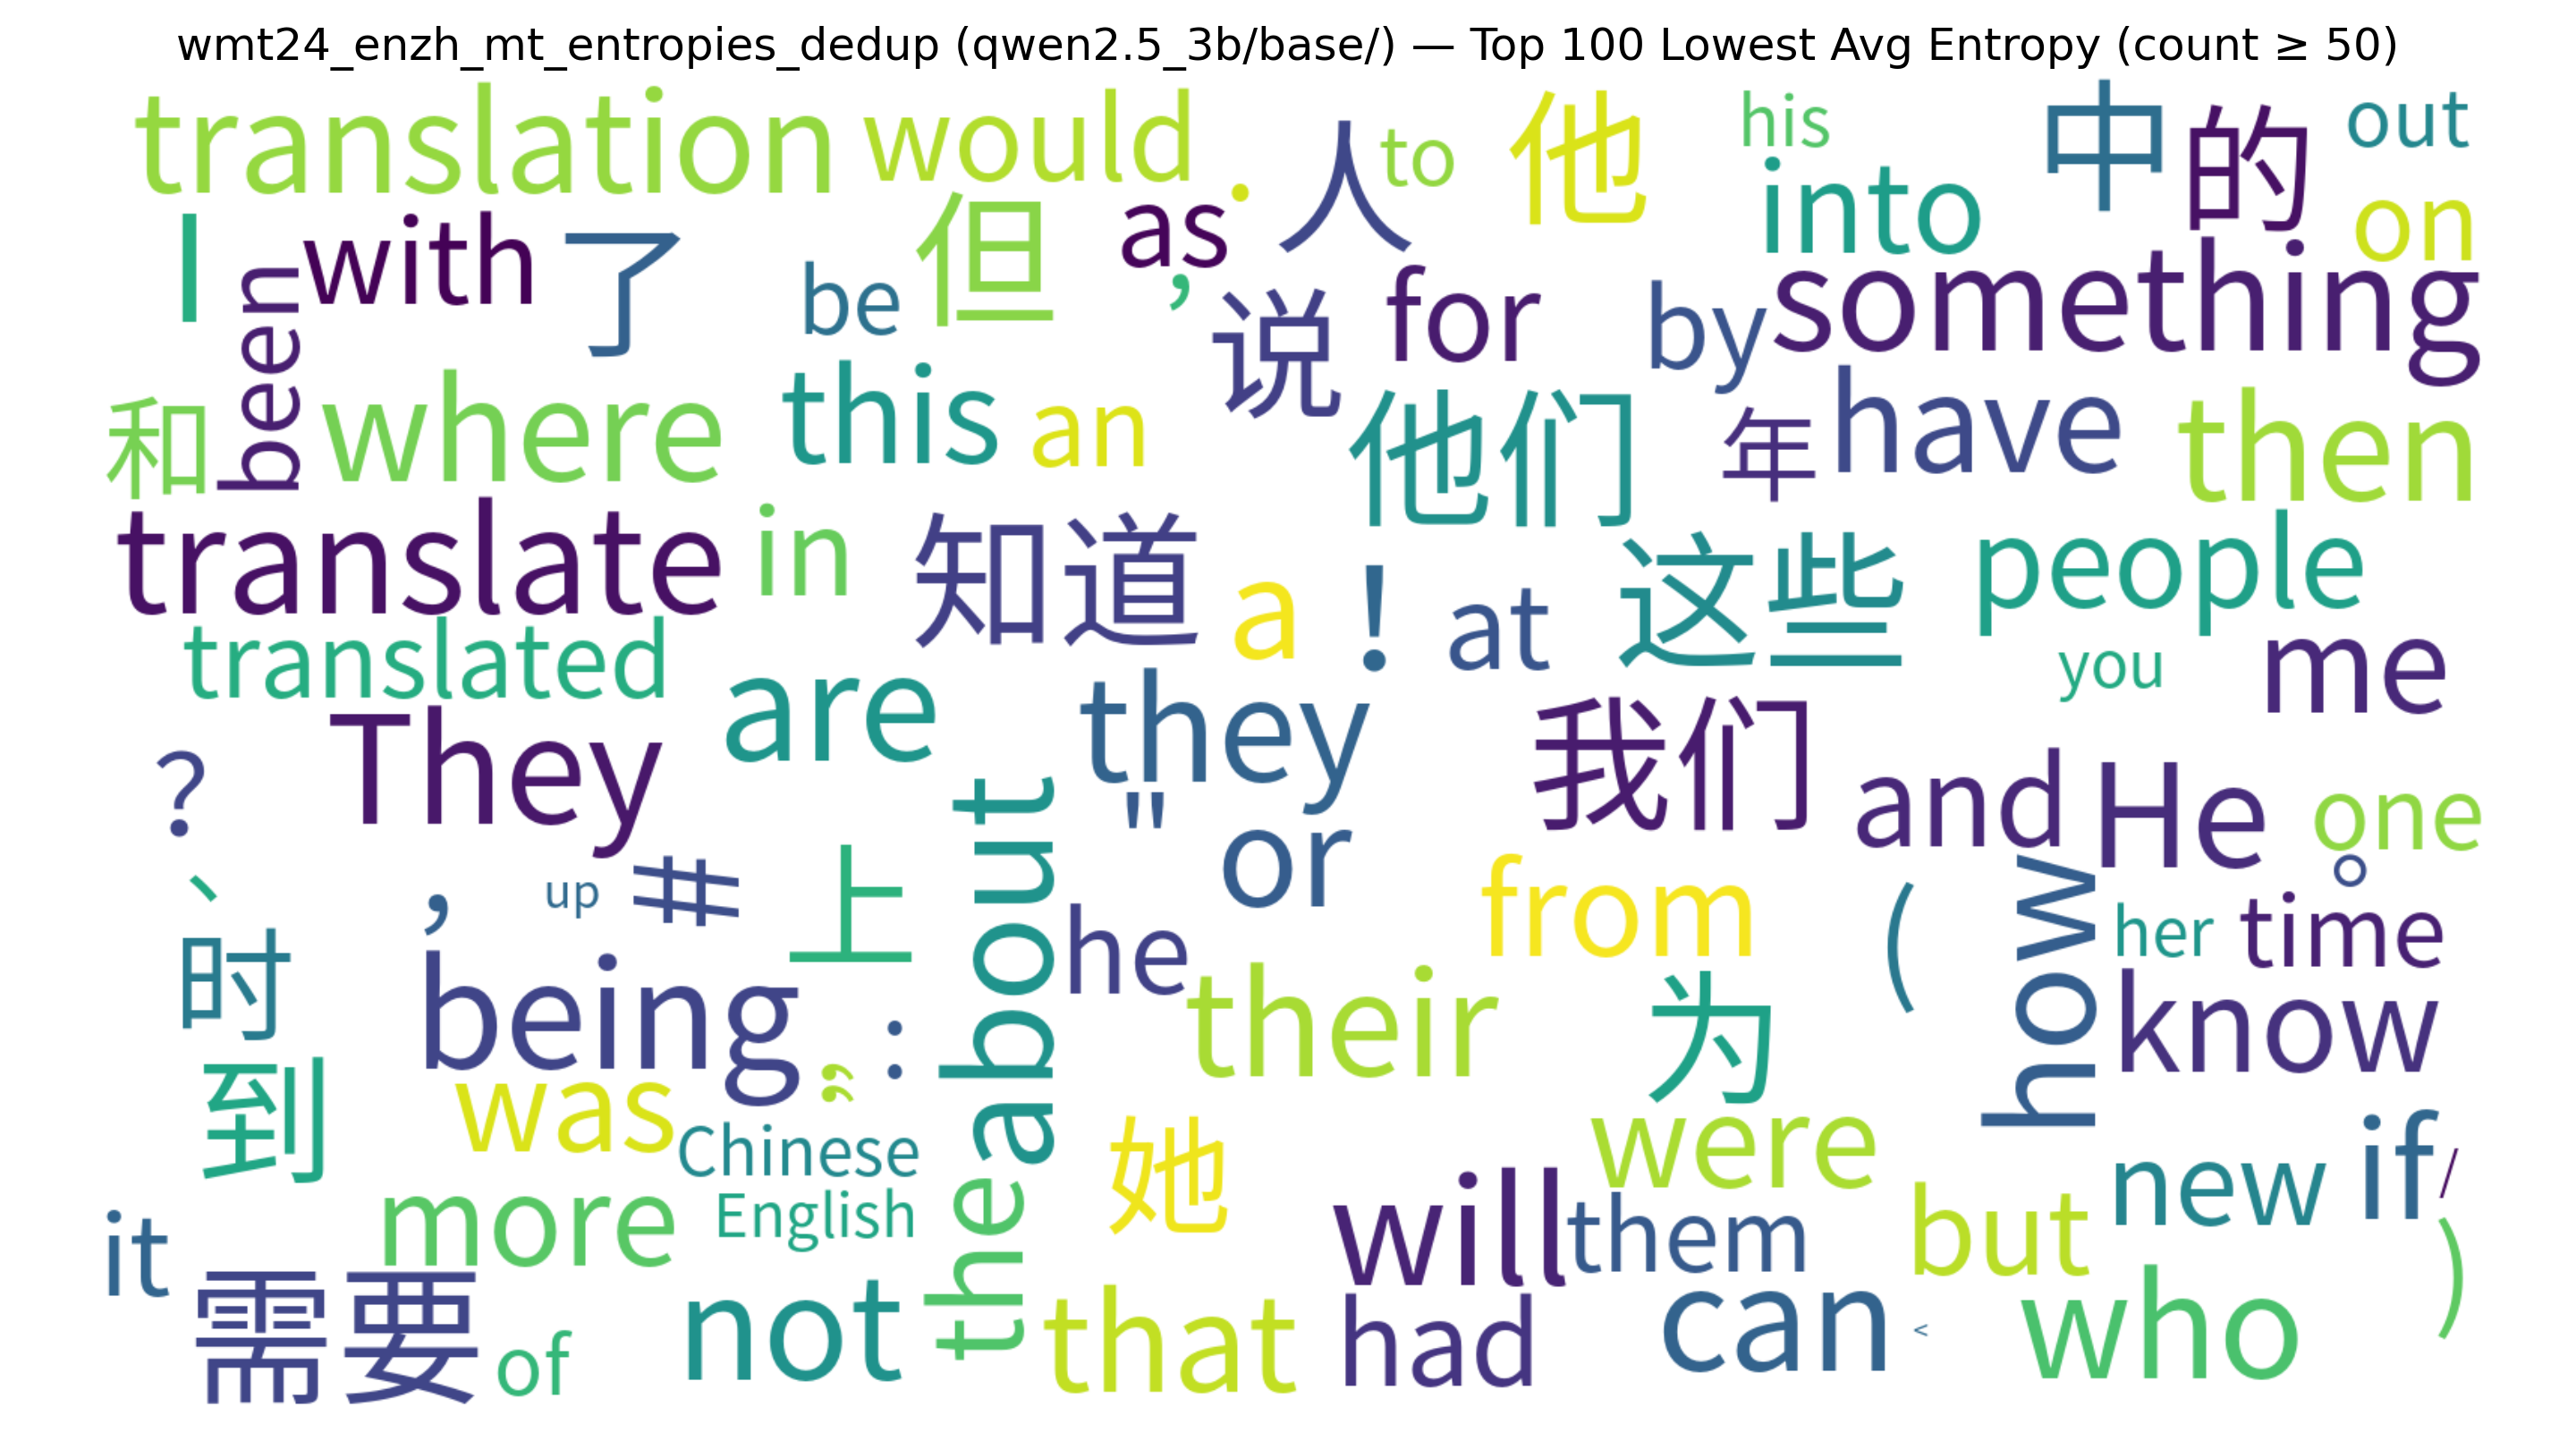 wmt24_enzh_mt_entropies_dedup (qwen2.5_3b/base/) — Top 100 Lowest Avg Entropy (count ≥ 50)
translation would . 人 to 他 his into 中 的 out
I with 了 be 但 as , 说 for by something on
been
和 where this an 他们 年 have then
translate in 知道 a ! at 这些 people
translated are they 我们 you me
? They " or and He one
、 , up # 上 about he from ( how 。 her time
时 being ” : their 为 know
到 was Chinese 她 were new if /
it more English the will them but )
需要 of not that had can < who